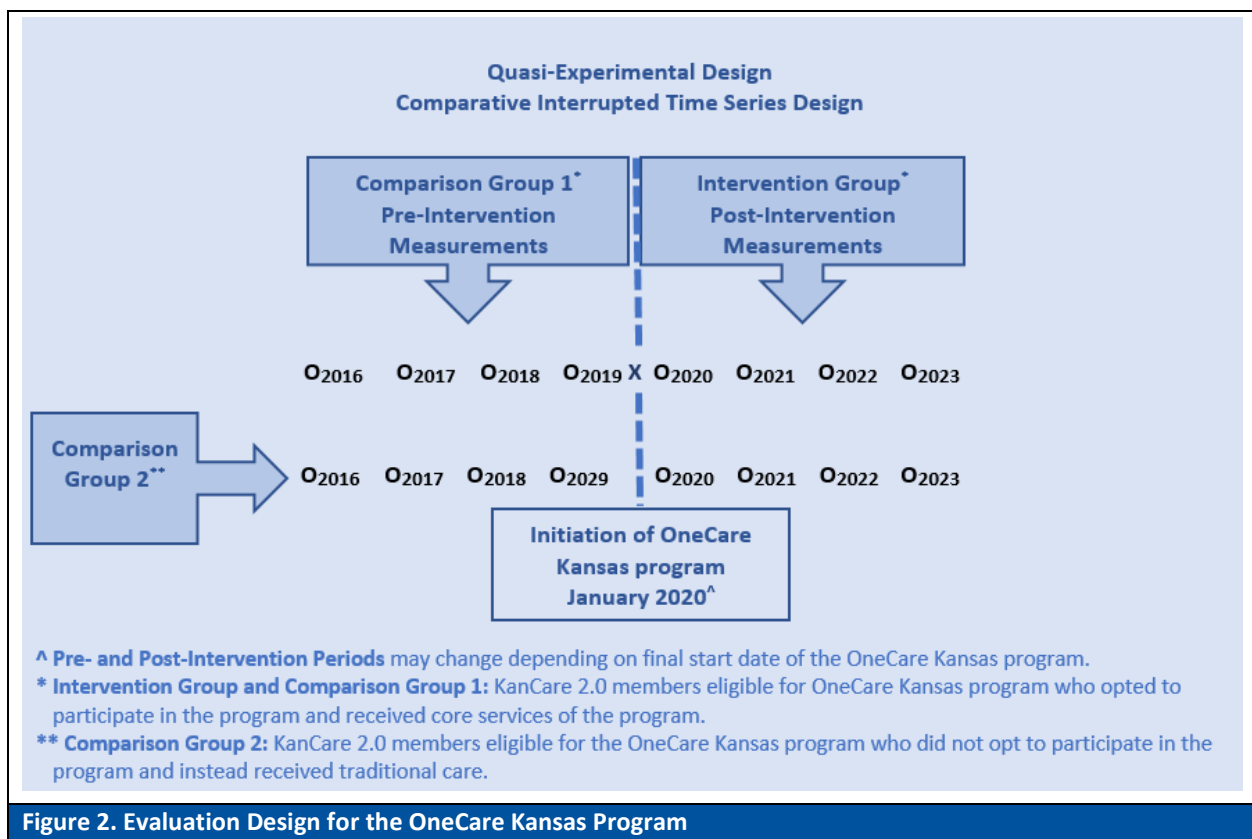 Quasi-Experimental Design
Comparative Interrupted Time Series Design
Comparison Group 1*
Pre-Intervention
Measurements
Intervention Group*
Post-Intervention
Measurements
O2016 O2017 O2018 O2019 X O2020 O2021 O2022 O2023
Comparison
Group 2**
O2016 O2017 O2018 O2029 O2020 O2021 O2022 O2023
Initiation of OneCare
Kansas program
January 2020^
^ Pre- and Post-Intervention Periods may change depending on final start date of the OneCare Kansas program.
* Intervention Group and Comparison Group 1: KanCare 2.0 members eligible for OneCare Kansas program who opted to
participate in the program and received core services of the program.
** Comparison Group 2: KanCare 2.0 members eligible for the OneCare Kansas program who did not opt to participate in the
program and instead received traditional care.
Figure 2. Evaluation Design for the OneCare Kansas Program